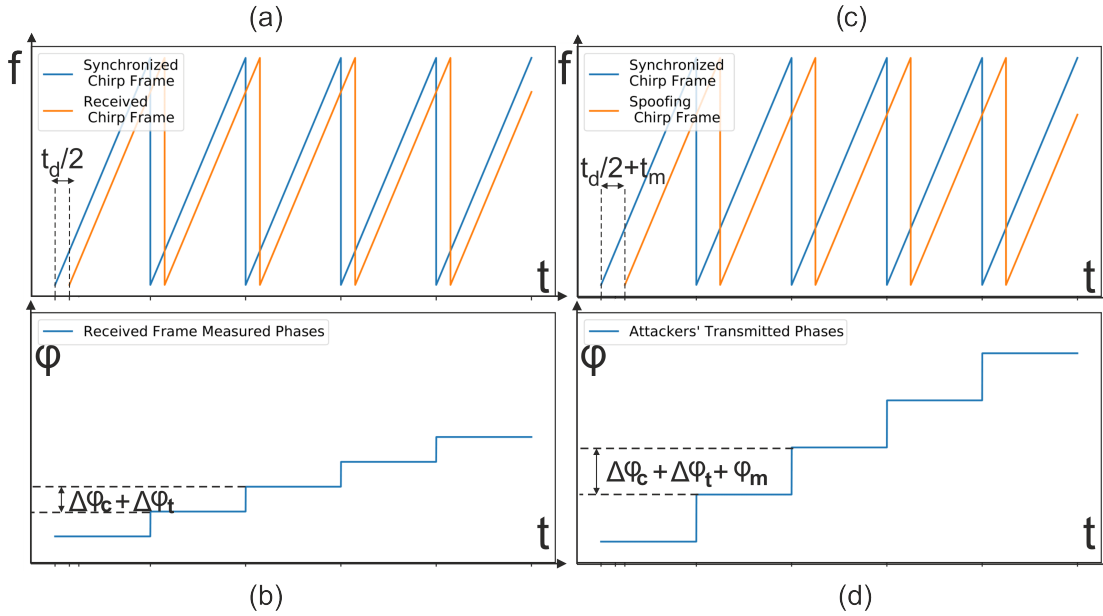 (a)
(c)
f
Synchronized
Chirp Frame
Received
Chirp Frame
t_d/2
t
f
Synchronized
Chirp Frame
Spoofing
Chirp Frame
t_d/2+t_m
t
φ
Received Frame Measured Phases
Δφ_c + Δφ_t
t
φ
Attackers' Transmitted Phases
Δφ_c + Δφ_t + φ_m
t
(b)
(d)